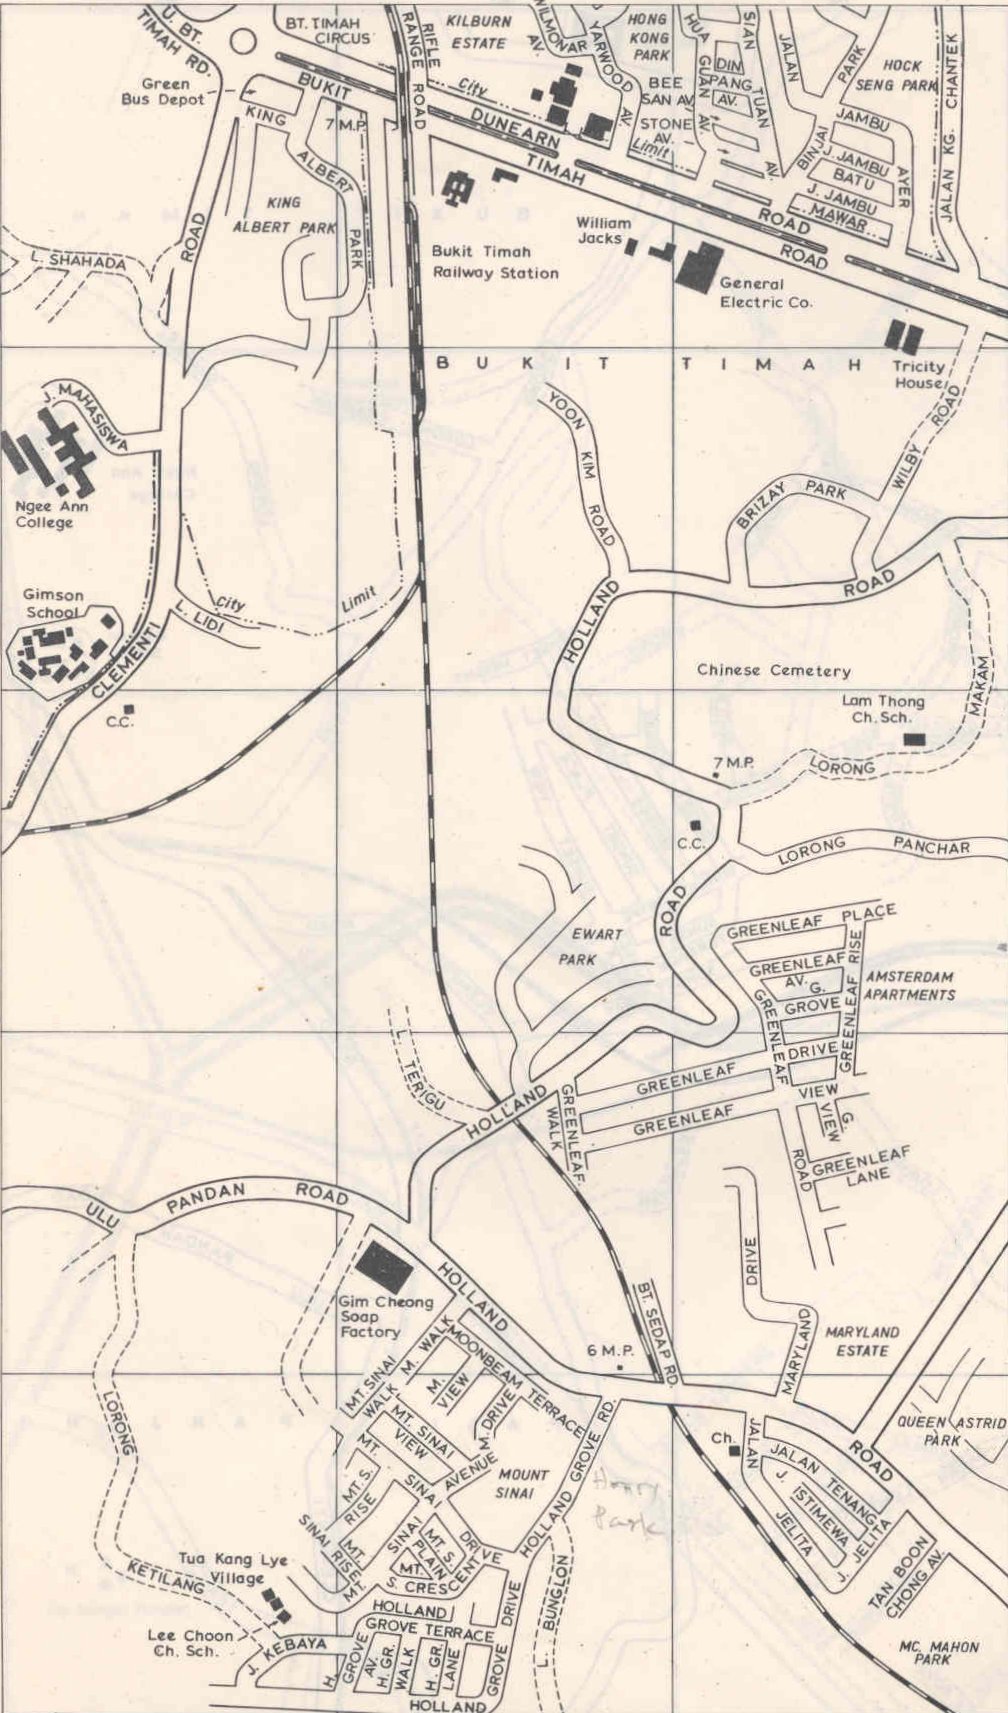 U. BT.
TIMAH RD.
BT. TIMAH
CIRCUS
RIFLE
RANGE ROAD
KILBURN
ESTATE
WILMONAR
AV.
YARWOOD
AV.
HONG
KONG
PARK
HUA
GUAN
AV.
SIAN
TUAN
AV.
DIN
PANG
AV.
JALAN
PARK
HOCK
SENG PARK
JALAN KG. CHANTEK
Green
Bus Depot
BUKIT
City
BEE
SAN AV.
STONE
AV.
Limit
KING
ALBERT
PARK
7 M.P.
DUNEARN
TIMAH
ROAD
ROAD
BINJAI
JAMBU
J. JAMBU
BATU
J. JAMBU
MAWAR
AYER
KING
ALBERT PARK
ROAD
L. SHAHADA
Bukit Timah
Railway Station
William
Jacks
General
Electric Co.
BUKIT TIMAH
Tricity
House
WILBY ROAD
J. MAHASISWA
Ngee Ann
College
YOON
KIM
ROAD
BRIZAY PARK
Gimson
School
City
Limit
L. LIDI
CLEMENTI
C.C.
HOLLAND
ROAD
Chinese Cemetery
Lam Thong
Ch. Sch.
MAKAM
LORONG
7 M.P.
C.C.
LORONG PANCHAR
ROAD
EWART
PARK
GREENLEAF PLACE
GREENLEAF
AV.
G.
GROVE
GREENLEAF RISE
GREENLEAF
DRIVE
AMSTERDAM
APARTMENTS
L.
TERIGU
HOLLAND
GREENLEAF
WALK
GREENLEAF
GREENLEAF
VIEW
G.
VIEW
ROAD
GREENLEAF
LANE
ULU
PANDAN
ROAD
DRIVE
MARYLAND
MARYLAND
ESTATE
Gim Cheong
Soap
Factory
HOLLAND
BT. SEDAP RD.
6 M.P.
MT. SINAI
WALK
M. WALK
MOONBEAM TERRACE
M.
VIEW
M. DRIVE
MT. SINAI
VIEW
MT.
SINAI
AVENUE
MOUNT
SINAI
HOLLAND GROVE RD.
QUEEN ASTRID
PARK
Ch.
ROAD
JALAN
JELITA
JALAN TENANG
J.
ISTIMEWA
J. JELITA
TAN BOON
CHONG AV.
MC. MAHON
PARK
Henry
Park
LORONG
KETILANG
MT. S.
RISE
MT.
SINAI
DRIVE
MT. S.
PLAIN
MT.
SINAI RISE
MT.
S. CRESCENT
Tua Kang Lye
Village
Lee Choon
Ch. Sch.
J. KEBAYA
HOLLAND
GROVE TERRACE
H.
GROVE
AV.
H. GR.
WALK
H. GR.
LANE
GROVE DRIVE
HOLLAND
L. BUNGLON